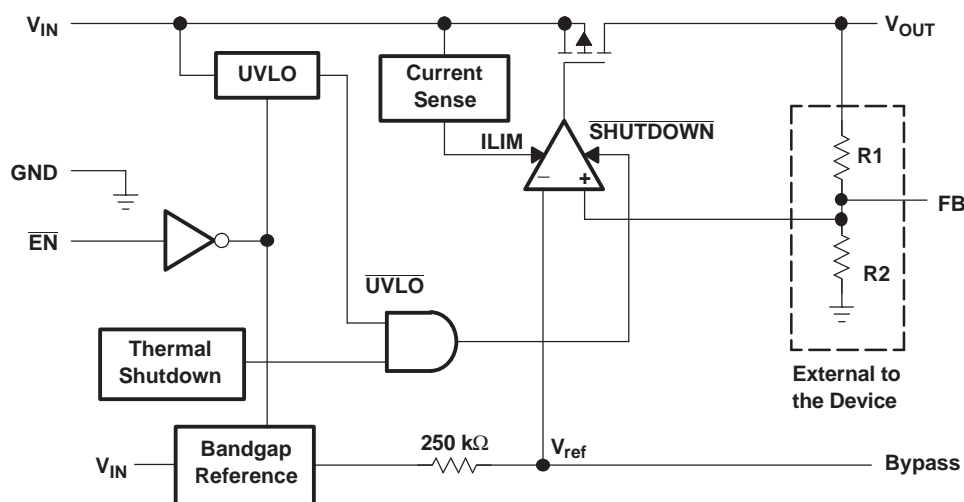 VIN
VOUT
UVLO
Current
Sense
ILIM
SHUTDOWN
R1
GND
−
+
FB
EN
R2
UVLO
Thermal
Shutdown
External to
the Device
250 kΩ
Vref
VIN
Bandgap
Reference
Bypass